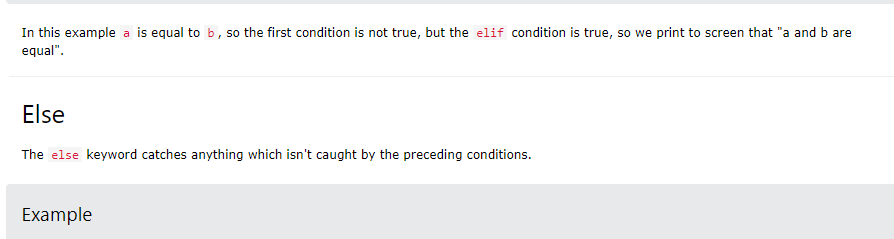 In this example a is equal to b, so the first condition is not true, but the elif condition is true, so we print to screen that "a and b are
equal".
Else
The else keyword catches anything which isn't caught by the preceding conditions.
Example